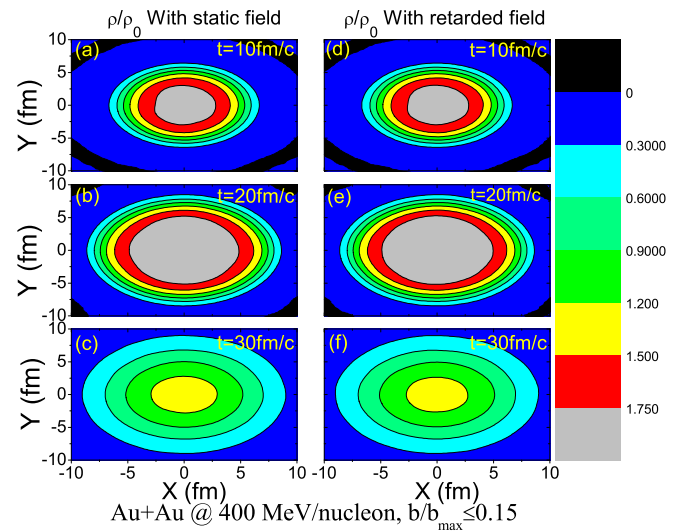 ρ/ρ0 With static field
ρ/ρ0 With retarded field
10
5
0
-5
-10
Y (fm)
(a)
t=10fm/c
(d)
t=10fm/c
10
5
0
-5
-10
Y (fm)
(b)
t=20fm/c
(e)
t=20fm/c
10
5
0
-5
-10
Y (fm)
(c)
t=30fm/c
(f)
t=30fm/c
-10 -5 0 5 10
-5 0 5 10
X (fm)
X (fm)
0
0.3000
0.6000
0.9000
1.200
1.500
1.750
Au+Au @ 400 MeV/nucleon, b/bmax≤0.15